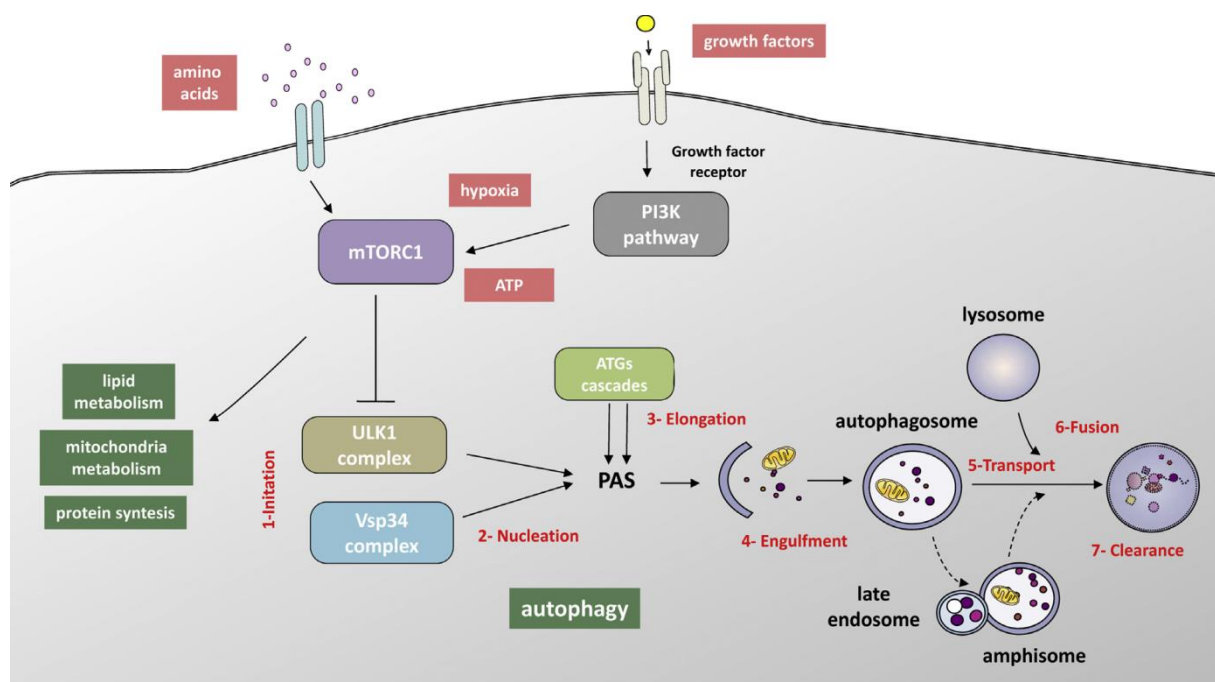 growth factors
amino
acids
Growth factor
receptor
hypoxia
PI3K
pathway
mTORC1
ATP
lysosome
lipid
metabolism
mitochondria
metabolism
protein syntesis
ATGs
cascades
3- Elongation
autophagosome
6-Fusion
5-Transport
ULK1
complex
1-Initation
PAS
Vsp34
complex
2- Nucleation
4- Engulfment
7- Clearance
autophagy
late
endosome
amphisome